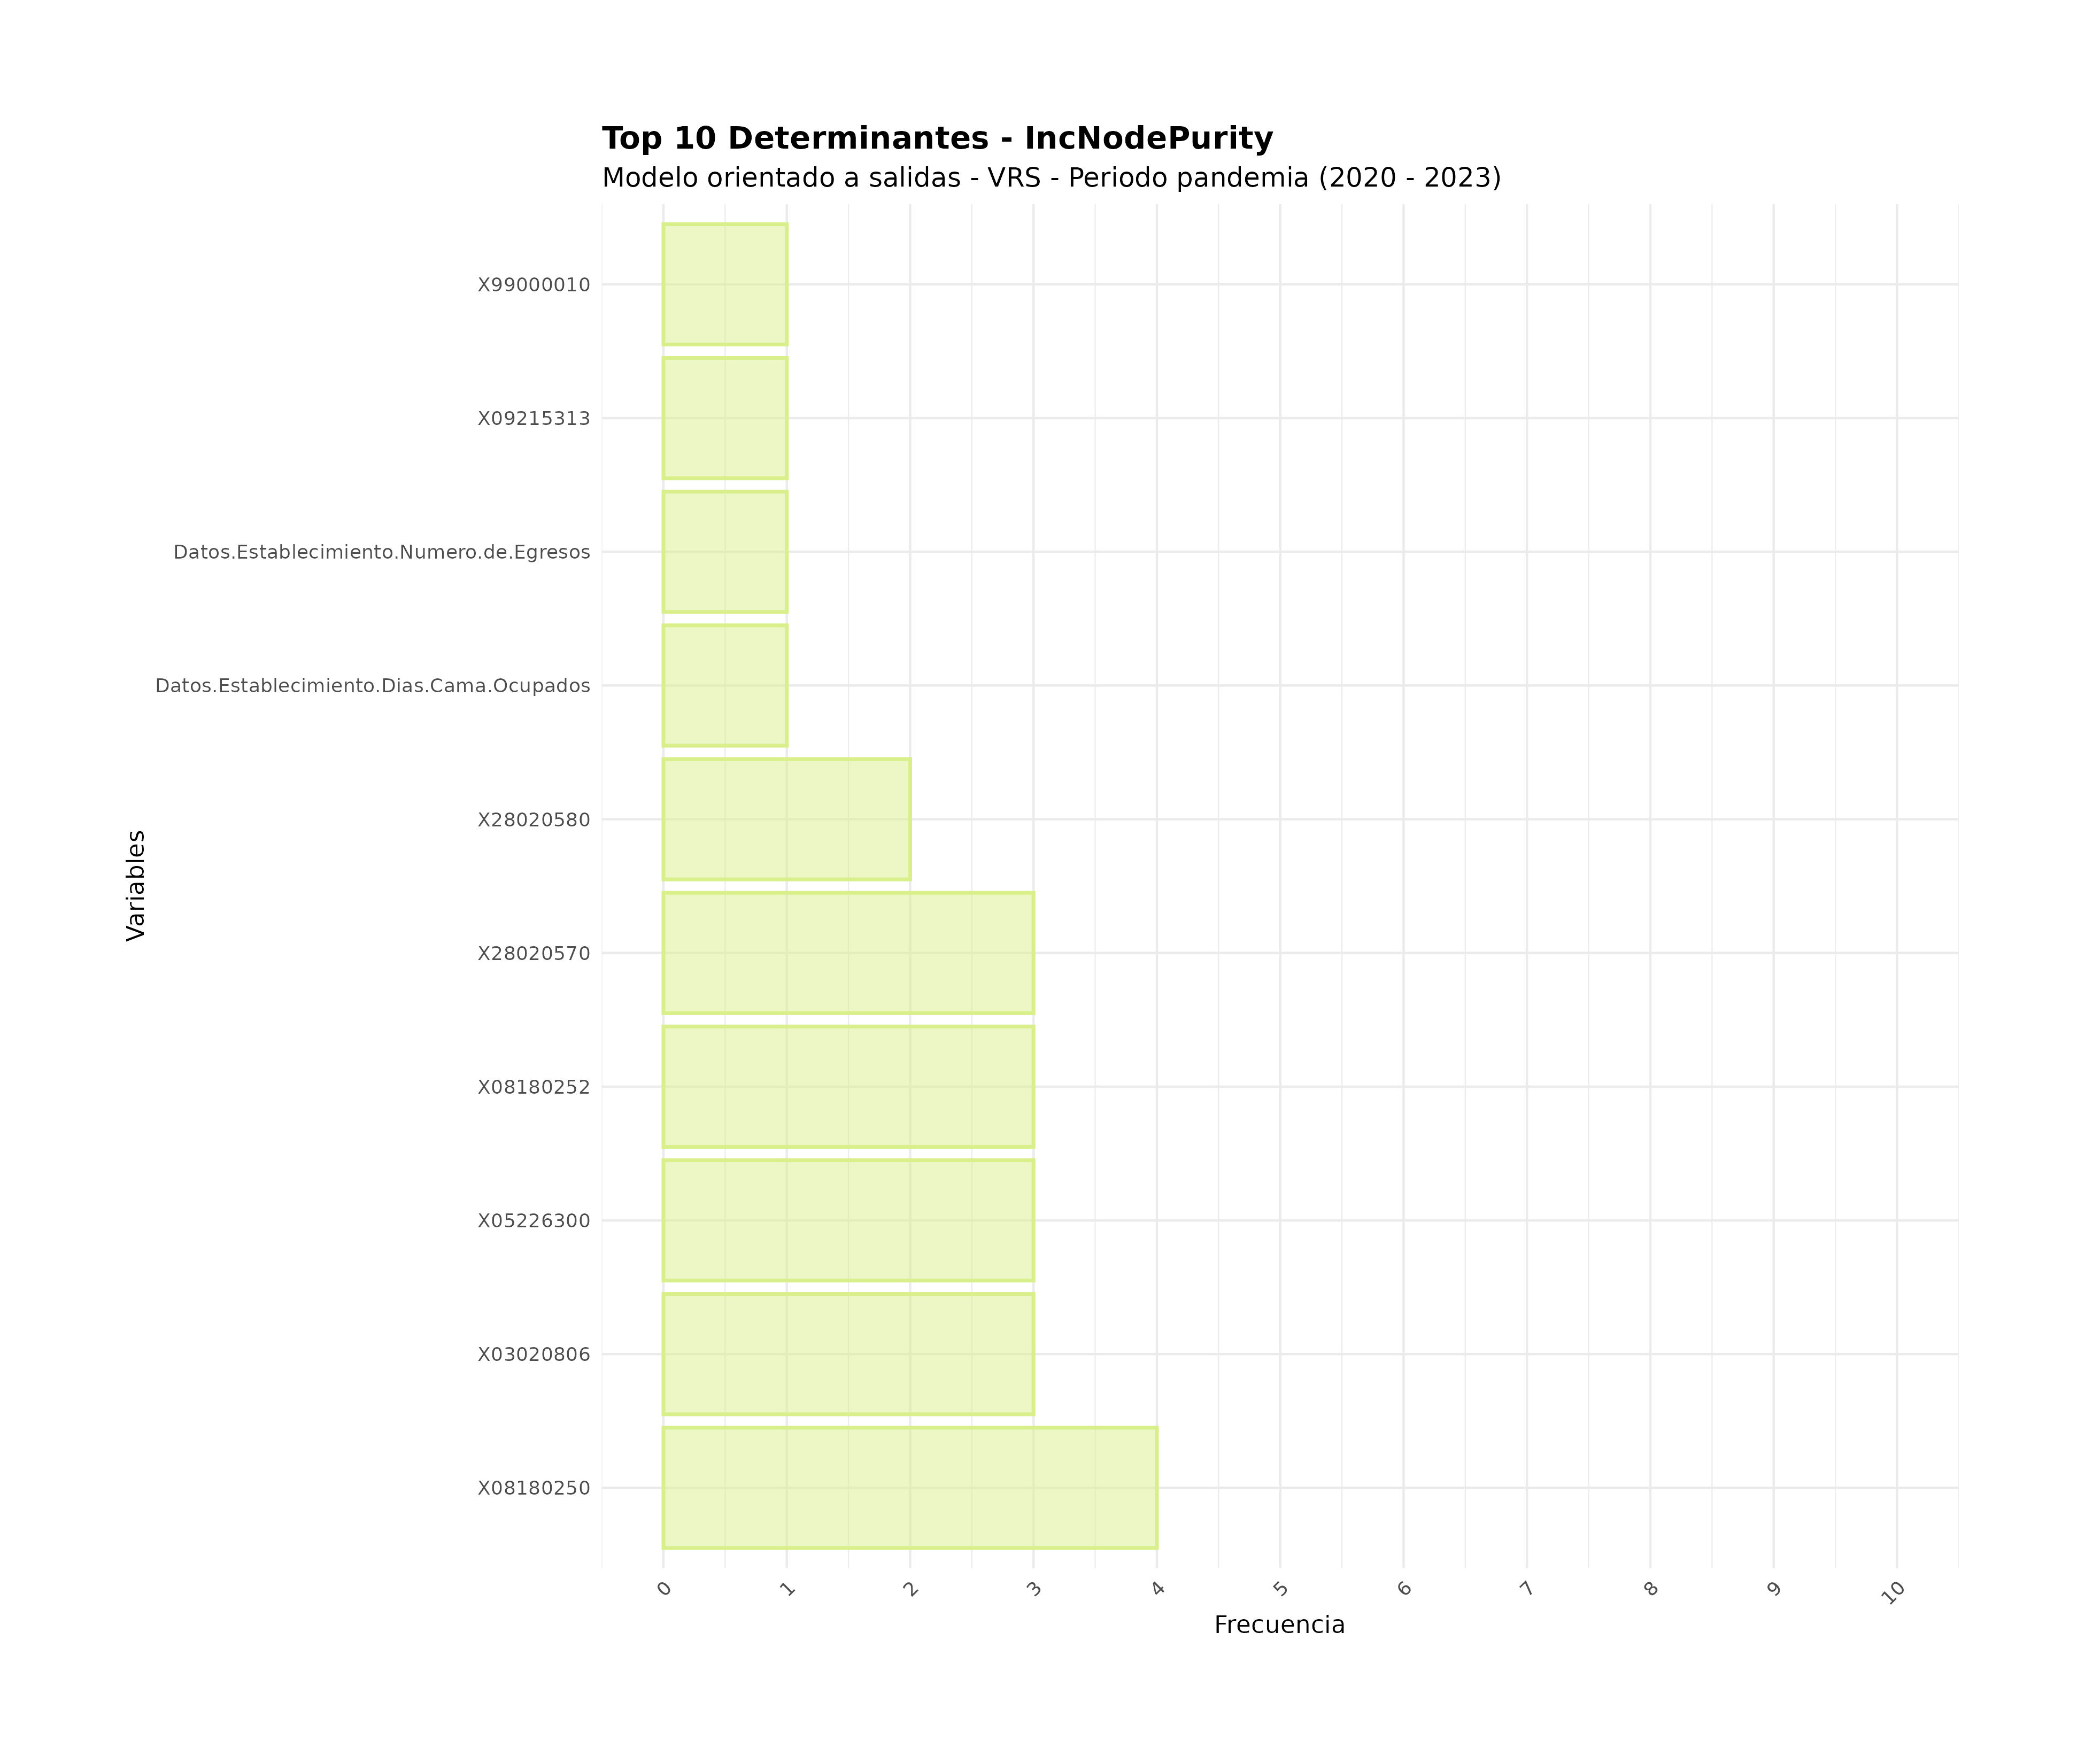 Top 10 Determinantes - IncNodePurity
Modelo orientado a salidas - VRS - Periodo pandemia (2020 - 2023)
Variables
X99000010
X09215313
Datos.Establecimiento.Numero.de.Egresos
Datos.Establecimiento.Dias.Cama.Ocupados
X28020580
X28020570
X08180252
X05226300
X03020806
X08180250
0 1 2 3 4 5 6 7 8 9 10
Frecuencia